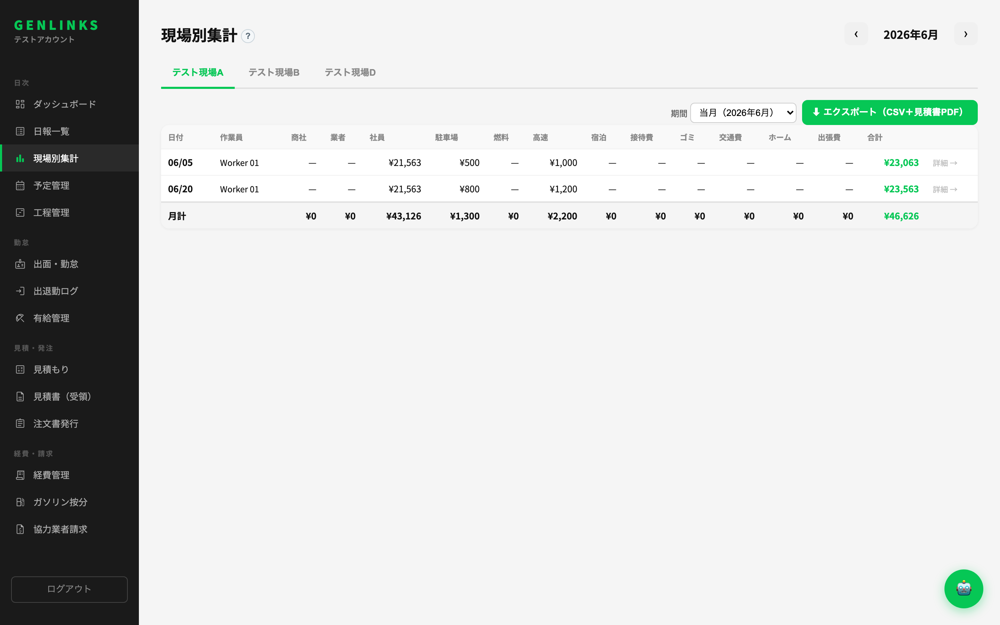 GENLINKS
テストアカウント
日次
ダッシュボード
日報一覧
現場別集計
予定管理
工程管理
勤怠
出面・勤怠
出退勤ログ
有給管理
見積・発注
見積もり
見積書（受領）
注文書発行
経費・請求
経費管理
ガソリン按分
協力業者請求
ログアウト
現場別集計 ?
‹ 2026年6月 ›
テスト現場A テスト現場B テスト現場D
期間 当月（2026年6月） ⬇ エクスポート（CSV＋見積書PDF）
日付 作業員 商社 業者 社員 駐車場 燃料 高速 宿泊 接待費 ゴミ 交通費 ホーム 出張費 合計
06/05 Worker 01 — — ¥21,563 ¥500 — ¥1,000 — — — — — — ¥23,063 詳細→
06/20 Worker 01 — — ¥21,563 ¥800 — ¥1,200 — — — — — — ¥23,563 詳細→
月計 ¥0 ¥0 ¥43,126 ¥1,300 ¥0 ¥2,200 ¥0 ¥0 ¥0 ¥0 ¥0 ¥0 ¥46,626